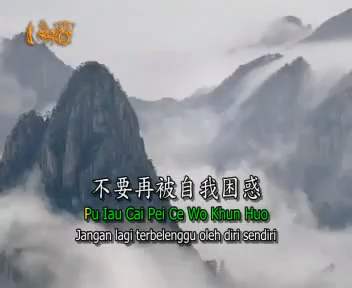 不要再被自我困惑
Pu Iau Cai Pei Ce Wo Khun Huo
Jangan lagi terbelenggu oleh diri sendiri